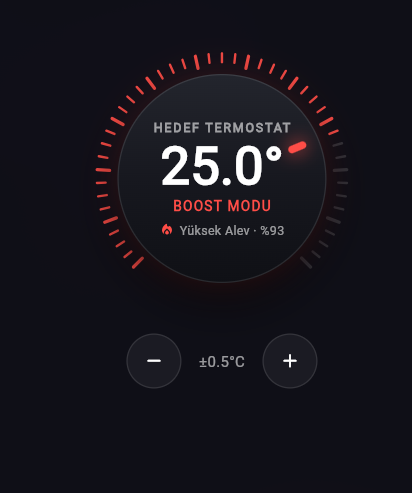 HEDEF TERMOSTAT
25.0°
BOOST MODU
Yüksek Alev · %93
− ±0.5°C +